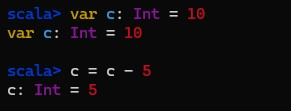 scala> var c: Int = 10
var c: Int = 10
scala> c = c - 5
c: Int = 5